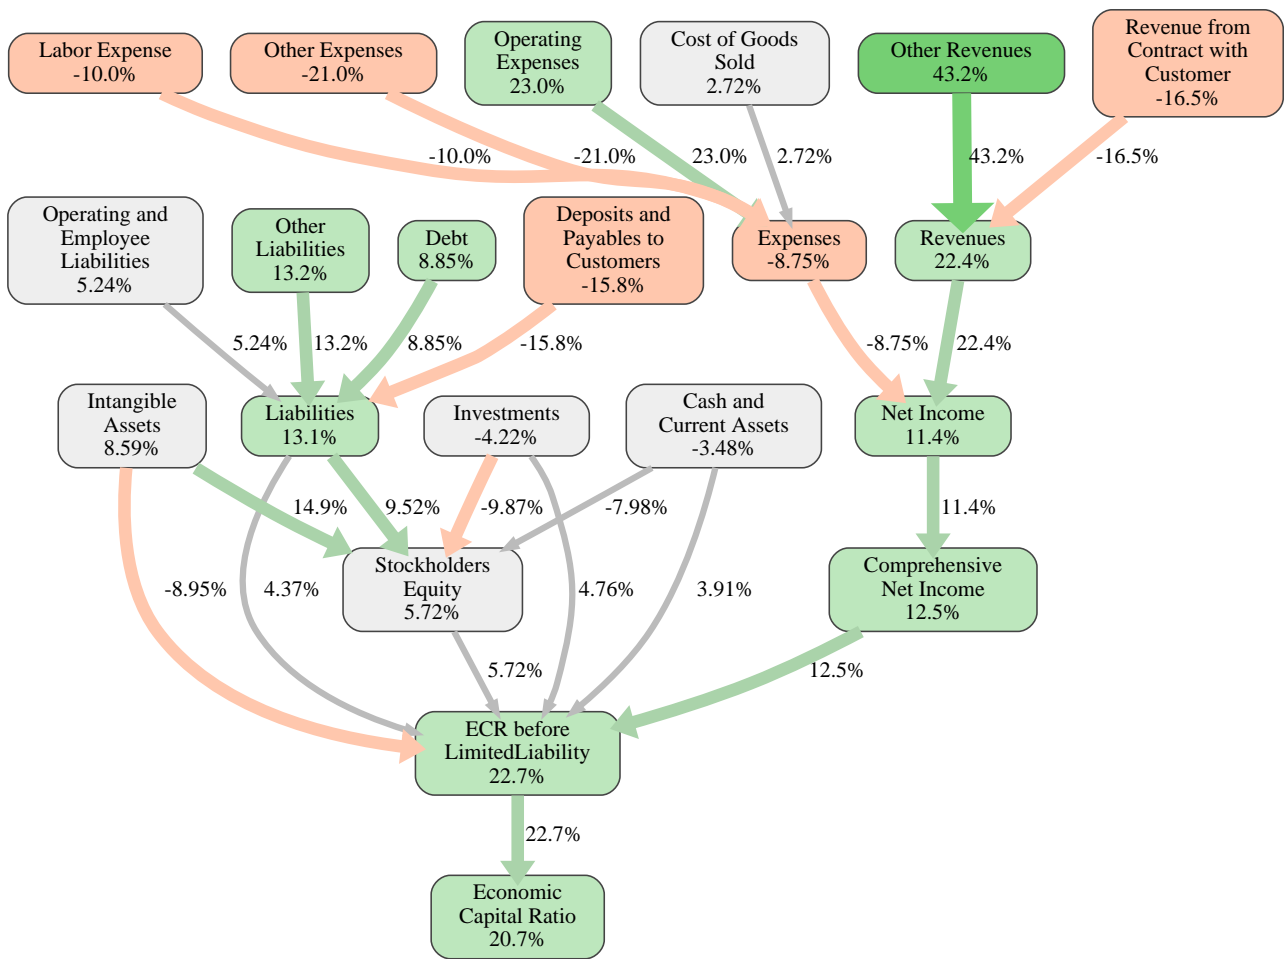 Labor Expense
-10.0%
Other Expenses
-21.0%
Operating
Expenses
23.0%
Cost of Goods
Sold
2.72%
Other Revenues
43.2%
Revenue from
Contract with
Customer
-16.5%
-10.0%
-21.0%
23.0%
2.72%
43.2%
-16.5%
Operating and
Employee
Liabilities
5.24%
Other
Liabilities
13.2%
Debt
8.85%
Deposits and
Payables to
Customers
-15.8%
Expenses
-8.75%
Revenues
22.4%
5.24%
13.2%
8.85%
-15.8%
-8.75%
22.4%
Intangible
Assets
8.59%
Liabilities
13.1%
Investments
-4.22%
Cash and
Current Assets
-3.48%
Net Income
11.4%
14.9%
9.52%
-9.87%
-7.98%
11.4%
Stockholders
Equity
5.72%
Comprehensive
Net Income
12.5%
-8.95%
4.37%
4.76%
3.91%
5.72%
12.5%
ECR before
LimitedLiability
22.7%
22.7%
Economic
Capital Ratio
20.7%